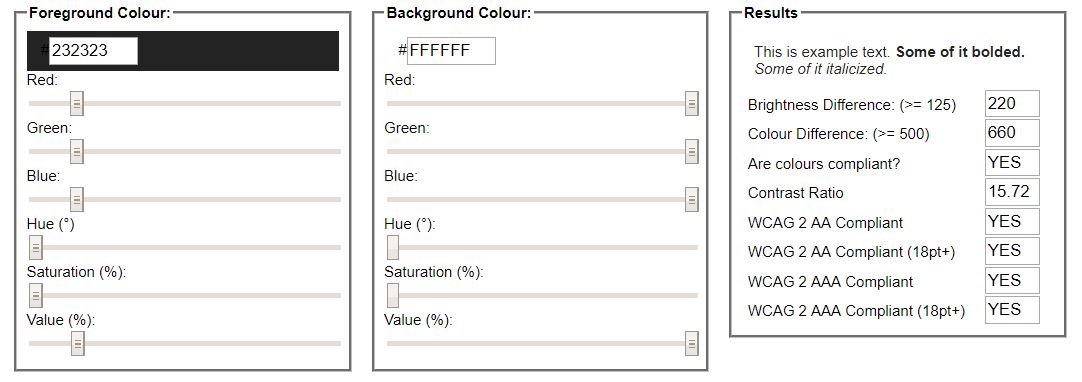 Foreground Colour:
#232323
Red:
Green:
Blue:
Hue (°)
Saturation (%):
Value (%):
Background Colour:
#FFFFFF
Red:
Green:
Blue:
Hue (°):
Saturation (%):
Value (%):
Results
This is example text. Some of it bolded.
Some of it italicized.
Brightness Difference: (>= 125) 220
Colour Difference: (>= 500) 660
Are colours compliant? YES
Contrast Ratio 15.72
WCAG 2 AA Compliant YES
WCAG 2 AA Compliant (18pt+) YES
WCAG 2 AAA Compliant YES
WCAG 2 AAA Compliant (18pt+) YES